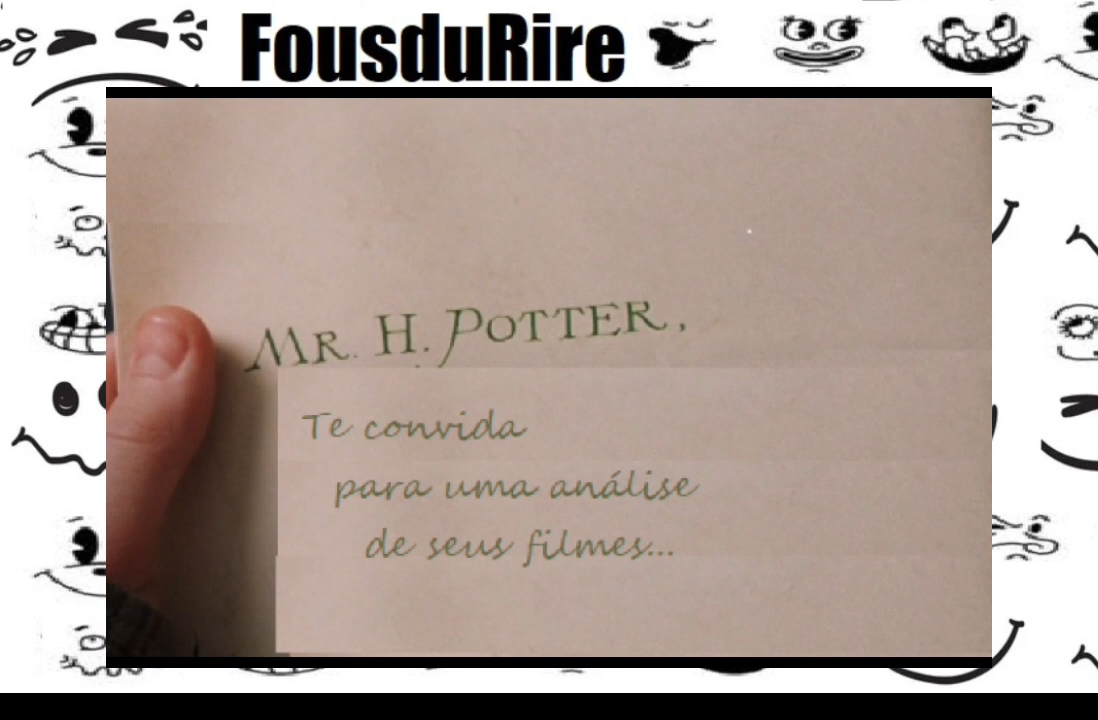 FousduRire
MR. H. POTTER,
Te convida
para uma análise
de seus filmes...